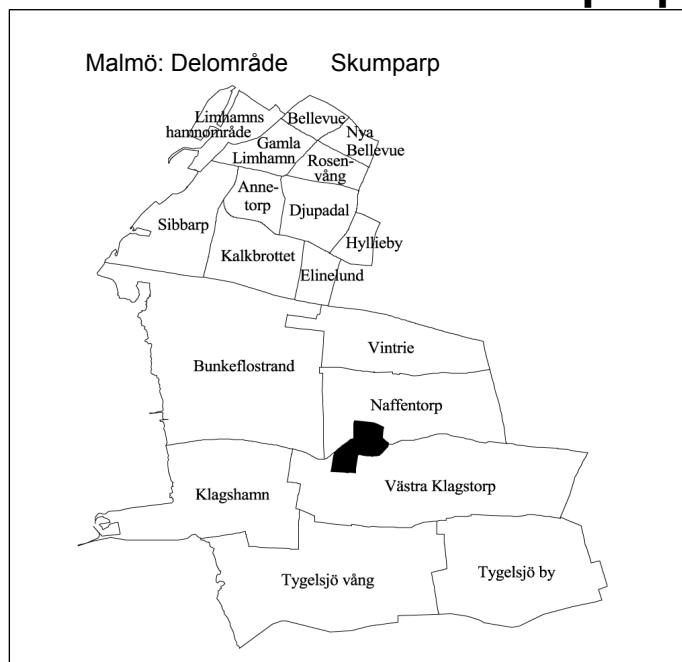 Malmö: Delområde Skumparp
Limhamns
hamnområde
Bellevue
Nya
Bellevue
Gamla
Limhamn
Rosen-
vång
Anne-
torp
Djupadal
Sibbarp
Hyllieby
Kalkbrottet
Elinelund
Vintrie
Bunkeflostrand
Naffentorp
Västra Klagstorp
Klagshamn
Tygelsjö vång
Tygelsjö by